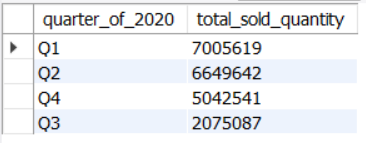 quarter_of_2020 total_sold_quantity
Q1 7005619
Q2 6649642
Q4 5042541
Q3 2075087